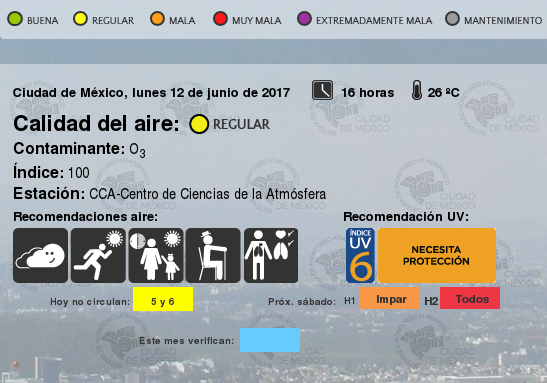 BUENA REGULAR MALA MUY MALA EXTREMADAMENTE MALA MANTENIMIENTO
Ciudad de México, lunes 12 de junio de 2017 16 horas 26 ºC
Calidad del aire: REGULAR
Contaminante: O3
Índice: 100
Estación: CCA-Centro de Ciencias de la Atmósfera
Recomendaciones aire: Recomendación UV:
ÍNDICE
UV
6
NECESITA
PROTECCIÓN
Hoy no circulan: 5 y 6 Próx. sábado: H1 Impar H2 Todos
Este mes verifican: